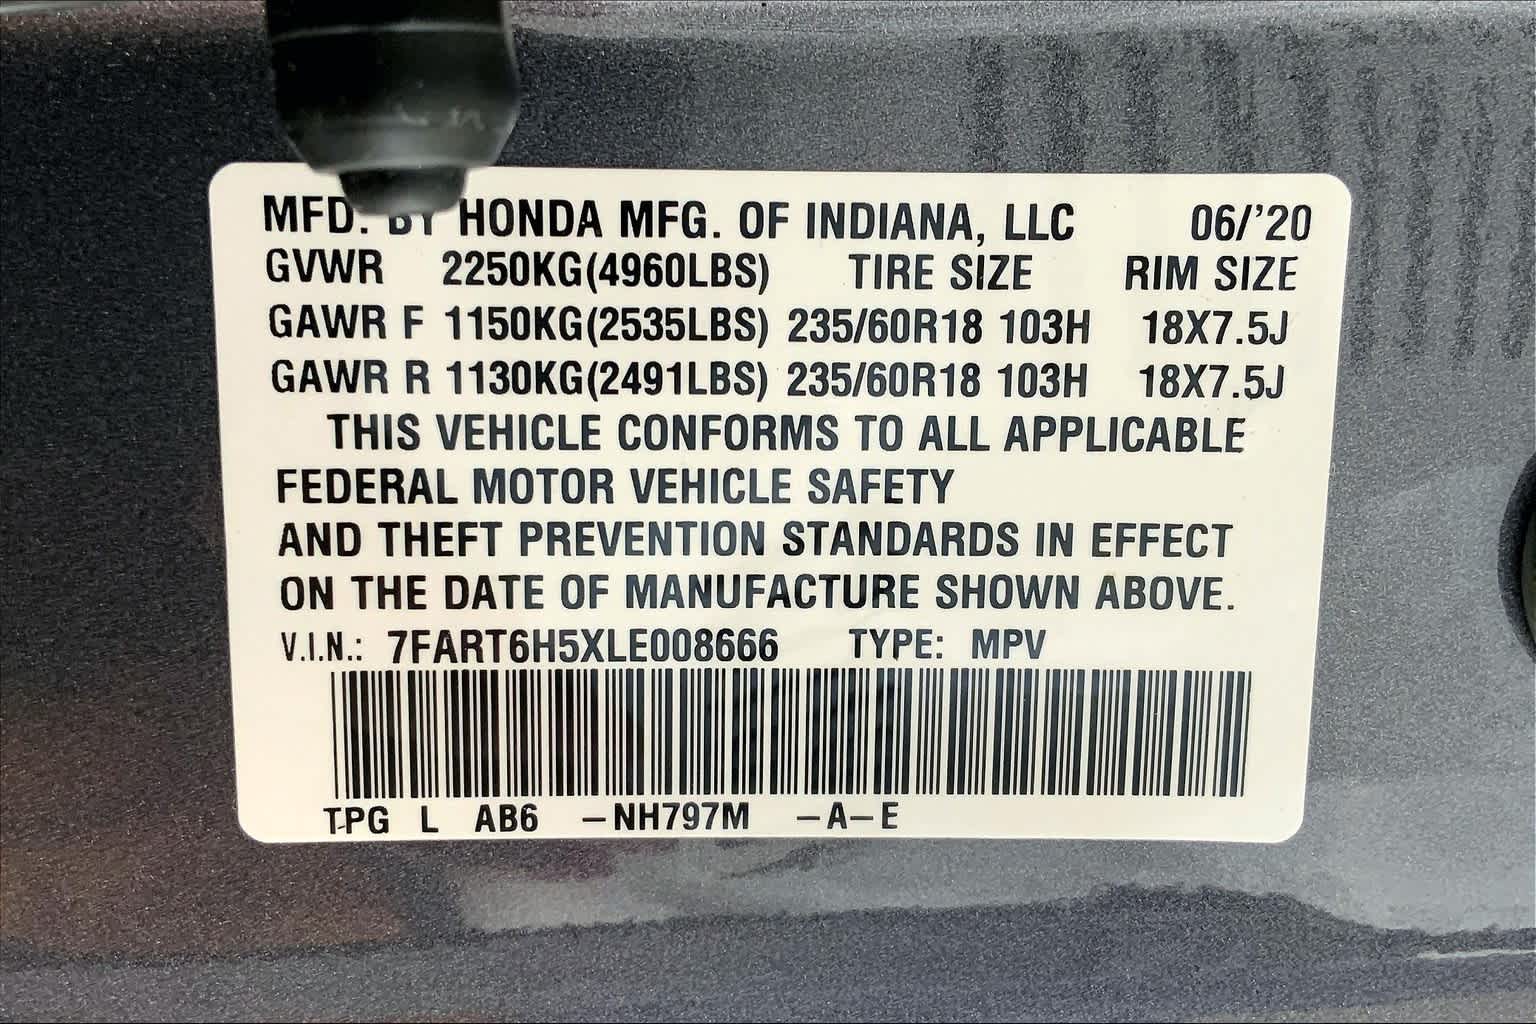 MFD. BY HONDA MFG. OF INDIANA, LLC 06/'20
GVWR 2250KG(4960LBS) TIRE SIZE RIM SIZE
GAWR F 1150KG(2535LBS) 235/60R18 103H 18X7.5J
GAWR R 1130KG(2491LBS) 235/60R18 103H 18X7.5J
THIS VEHICLE CONFORMS TO ALL APPLICABLE
FEDERAL MOTOR VEHICLE SAFETY
AND THEFT PREVENTION STANDARDS IN EFFECT
ON THE DATE OF MANUFACTURE SHOWN ABOVE.
V.I.N.: 7FART6H5XLE008666 TYPE: MPV
TPG L AB6 –NH797M –A–E